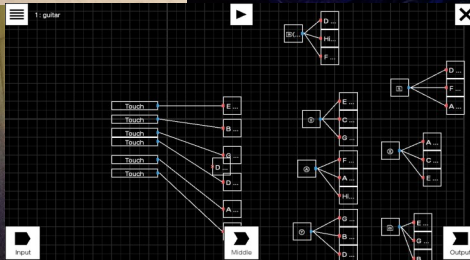 1 : guitar
D ...
Hi...
F ...
D ...
F ...
A ...
E ...
C ...
G ...
Touch
Touch
Touch
Touch
Touch
Touch
E ...
B ...
G ...
D ...
D ...
A ...
A ...
C ...
E ...
F ...
A ...
Hi...
G ...
B ...
D ...
E ...
G ...
B ...
Input
Middle
Output